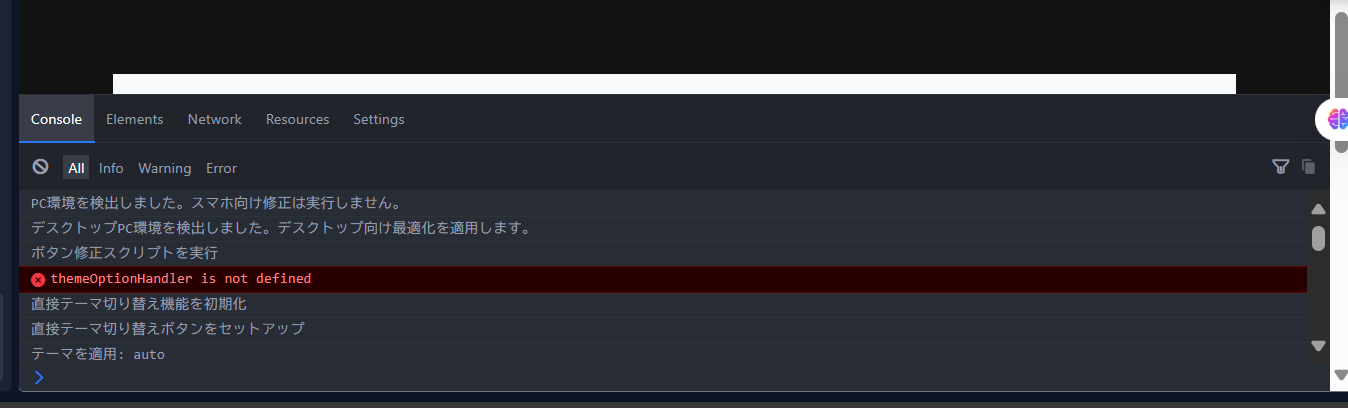 Console Elements Network Resources Settings
All Info Warning Error
PC環境を検出しました。スマホ向け修正は実行しません。
デスクトップPC環境を検出しました。デスクトップ向け最適化を適用します。
ボタン修正スクリプトを実行
themeOptionHandler is not defined
直接テーマ切り替え機能を初期化
直接テーマ切り替えボタンをセットアップ
テーマを適用: auto